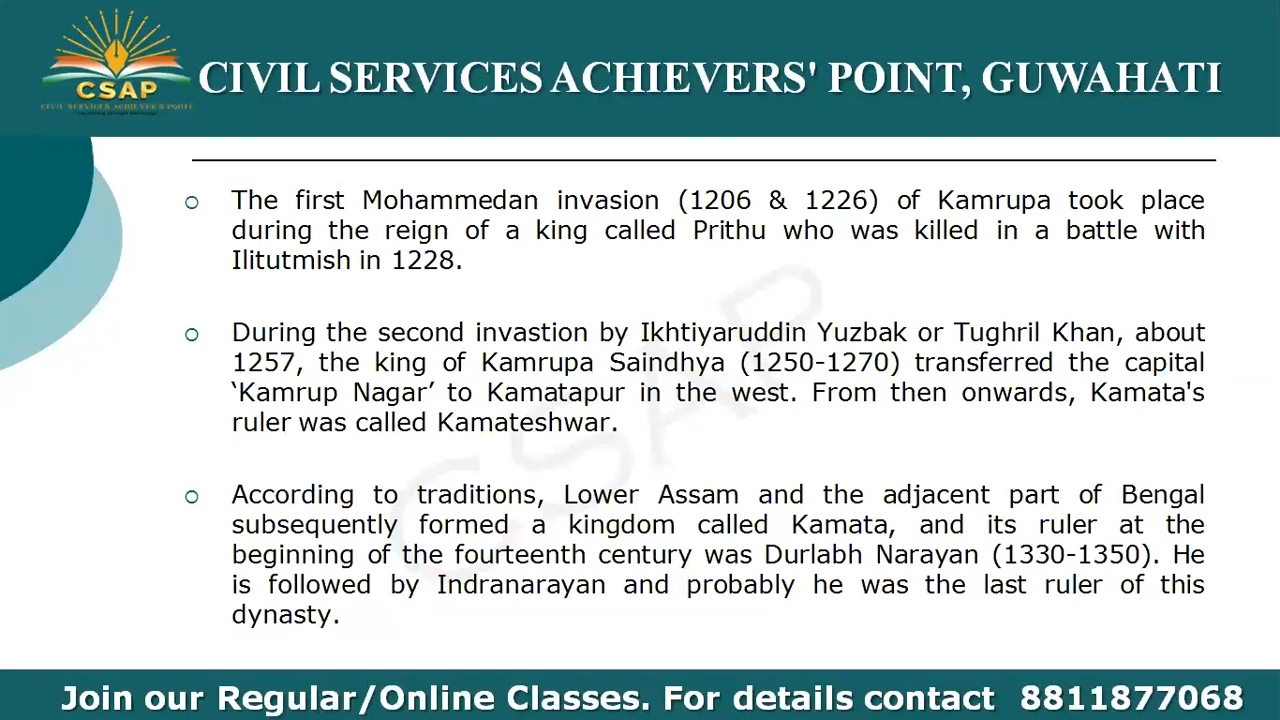 CSAP
CIVIL SERVICES ACHIEVER'S POINT
CIVIL SERVICES ACHIEVERS' POINT, GUWAHATI
The first Mohammedan invasion (1206 & 1226) of Kamrupa took place
during the reign of a king called Prithu who was killed in a battle with
Ilitutmish in 1228.
During the second invastion by Ikhtiyaruddin Yuzbak or Tughril Khan, about
1257, the king of Kamrupa Saindhya (1250-1270) transferred the capital
‘Kamrup Nagar’ to Kamatapur in the west. From then onwards, Kamata's
ruler was called Kamateshwar.
According to traditions, Lower Assam and the adjacent part of Bengal
subsequently formed a kingdom called Kamata, and its ruler at the
beginning of the fourteenth century was Durlabh Narayan (1330-1350). He
is followed by Indranarayan and probably he was the last ruler of this
dynasty.
CSAP
Join our Regular/Online Classes. For details contact 8811877068